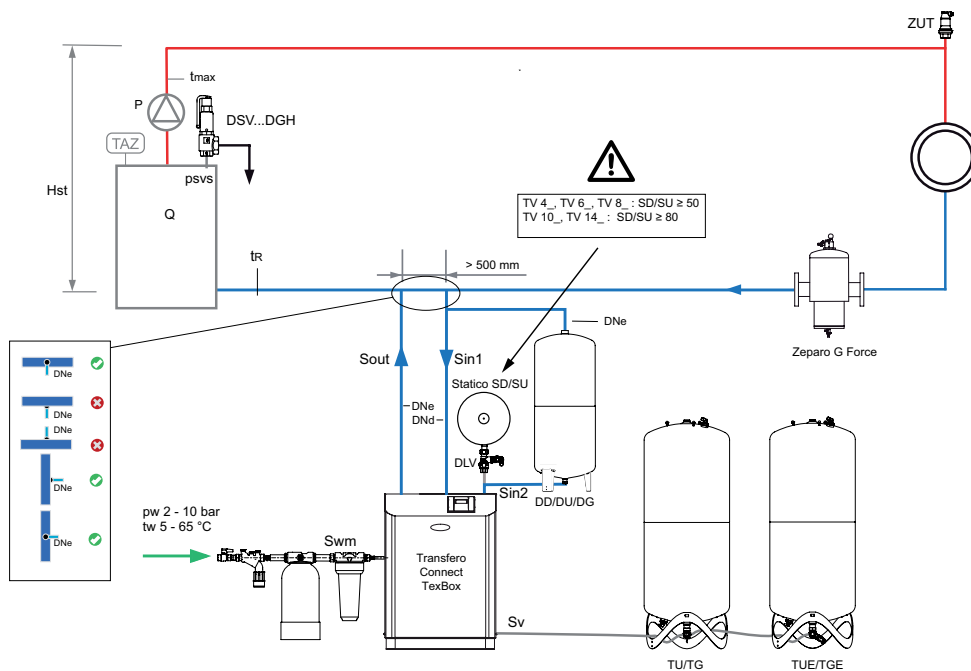 ZUT
tmax
P
DSV...DGH
TAZ
psvs
Hst
Q
TV 4_, TV 6_, TV 8_ : SD/SU ≥ 50
TV 10_, TV 14_ : SD/SU ≥ 80
> 500 mm
tR
DNe
Zeparo G Force
Sout
Sin1
Statico SD/SU
DNe
DNd
DLV
Sin2
DD/DU/DG
DNe
DNe
DNe
DNe
DNe
pw 2 - 10 bar
tw 5 - 65 °C
Swm
Transfero
Connect
TexBox
Sv
TU/TG
TUE/TGE